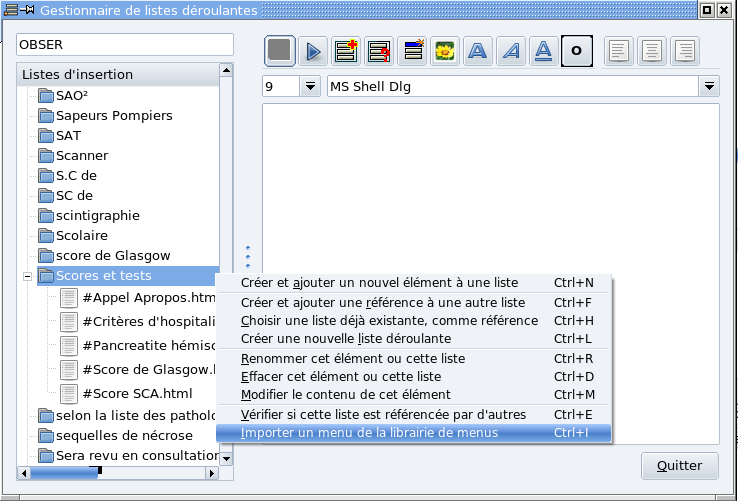 Gestionnaire de listes déroulantes
OBSER
Listes d'insertion
SAO²
Sapeurs Pompiers
SAT
Scanner
S.C de
SC de
scintigraphie
Scolaire
score de Glasgow
Scores et tests
#Appel Apropos.htm
#Critères d'hospitali
#Pancreatite hémisc
#Score de Glasgow.h
#Score SCA.html
selon la liste des patholo
sequelles de nécrose
Sera revu en consultation
A A A O
9 MS Shell Dlg
Créer et ajouter un nouvel élément à une liste Ctrl+N
Créer et ajouter une référence à une autre liste Ctrl+F
Choisir une liste déjà existante, comme référence Ctrl+H
Créer une nouvelle liste déroulante Ctrl+L
Renommer cet élément ou cette liste Ctrl+R
Effacer cet élément ou cette liste Ctrl+D
Modifier le contenu de cet élément Ctrl+M
Vérifier si cette liste est référencée par d'autres Ctrl+E
Importer un menu de la librairie de menus Ctrl+I
Quitter